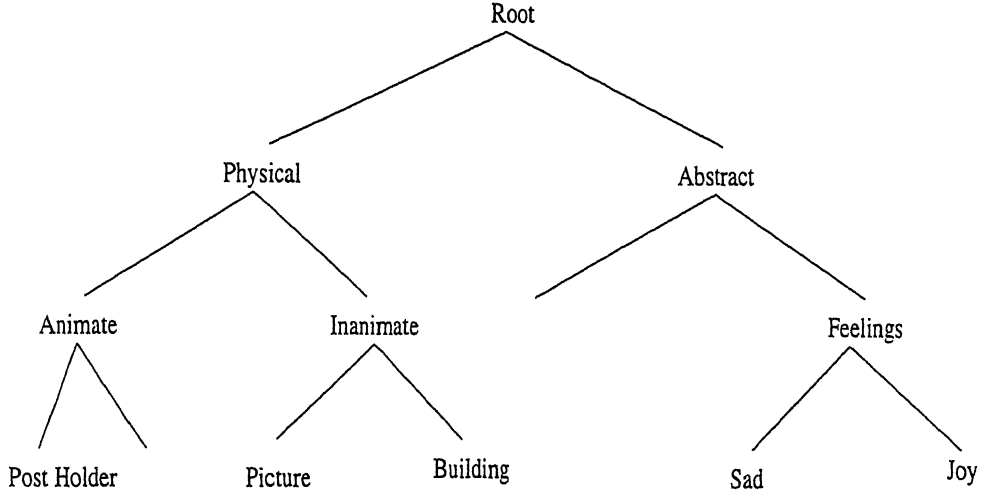 Root
Physical
Abstract
Animate
Inanimate
Feelings
Post Holder
Picture
Building
Sad
Joy